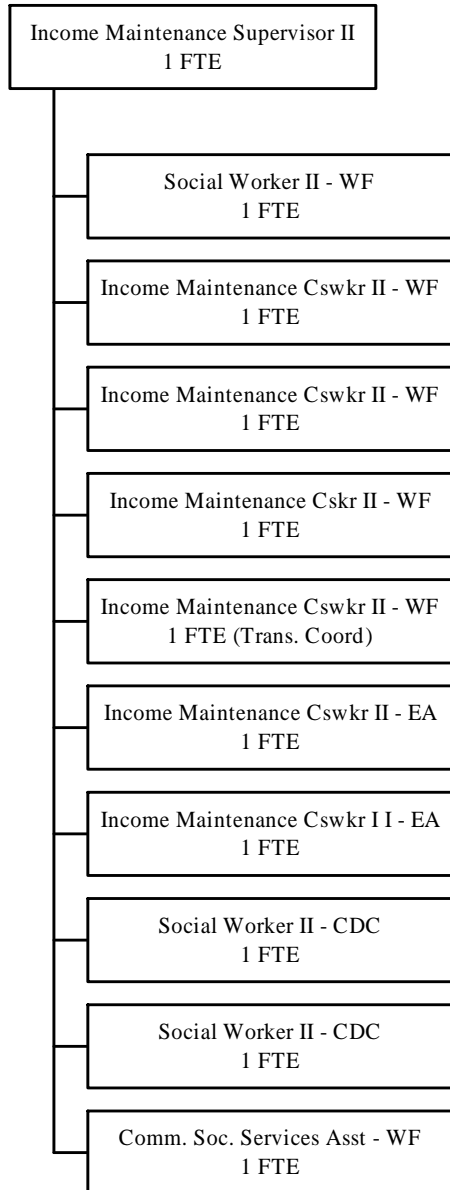 Income Maintenance Supervisor II
1 FTE
Social Worker II - WF
1 FTE
Income Maintenance Cswkr II - WF
1 FTE
Income Maintenance Cswkr II - WF
1 FTE
Income Maintenance Cskr II - WF
1 FTE
Income Maintenance Cswkr II - WF
1 FTE (Trans. Coord)
Income Maintenance Cswkr II - EA
1 FTE
Income Maintenance Cswkr I I - EA
1 FTE
Social Worker II - CDC
1 FTE
Social Worker II - CDC
1 FTE
Comm. Soc. Services Asst - WF
1 FTE